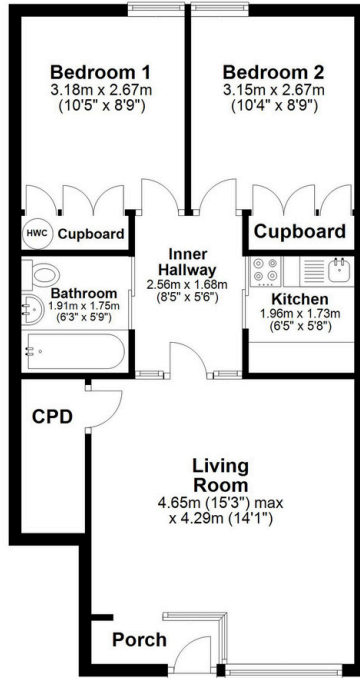 Bedroom 1
3.18m x 2.67m
(10'5" x 8'9")
Bedroom 2
3.15m x 2.67m
(10'4" x 8'9")
HWC
Cupboard
Cupboard
Inner
Hallway
2.56m x 1.68m
(8'5" x 5'6")
Bathroom
1.91m x 1.75m
(6'3" x 5'9")
Kitchen
1.96m x 1.73m
(6'5" x 5'8")
CPD
Living
Room
4.65m (15'3") max
x 4.29m (14'1")
Porch